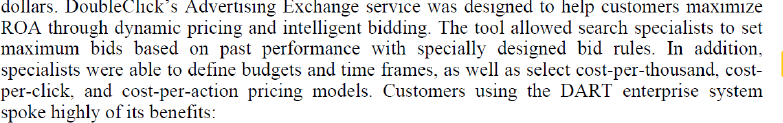 dollars. DoubleClick's Advertising Exchange service was designed to help customers maximize
ROA through dynamic pricing and intelligent bidding. The tool allowed search specialists to set
maximum bids based on past performance with specially designed bid rules. In addition,
specialists were able to define budgets and time frames, as well as select cost-per-thousand, cost-
per-click, and cost-per-action pricing models. Customers using the DART enterprise system
spoke highly of its benefits: